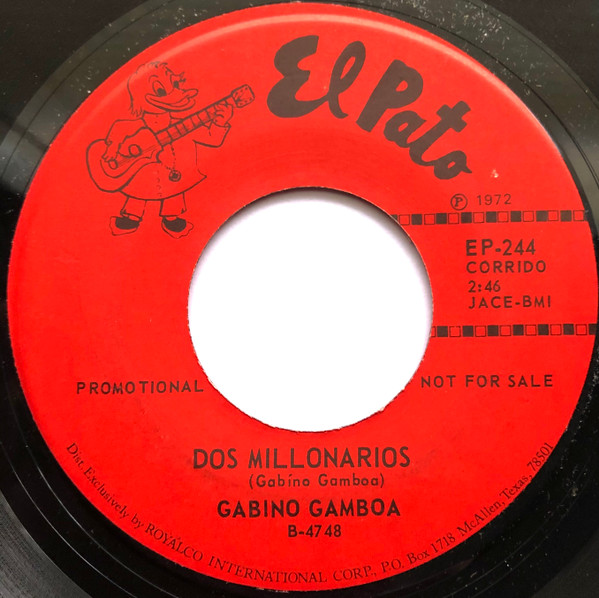 El Pato
℗ 1972
EP-244
CORRIDO
2:46
JACE-BMI
PROMOTIONAL
NOT FOR SALE
DOS MILLONARIOS
(Gabíno Gamboa)
GABINO GAMBOA
B-4748
Dist. Exclusively by ROYALCO INTERNATIONAL CORP., P.O. Box 1718, McAllen, Texas, 78501